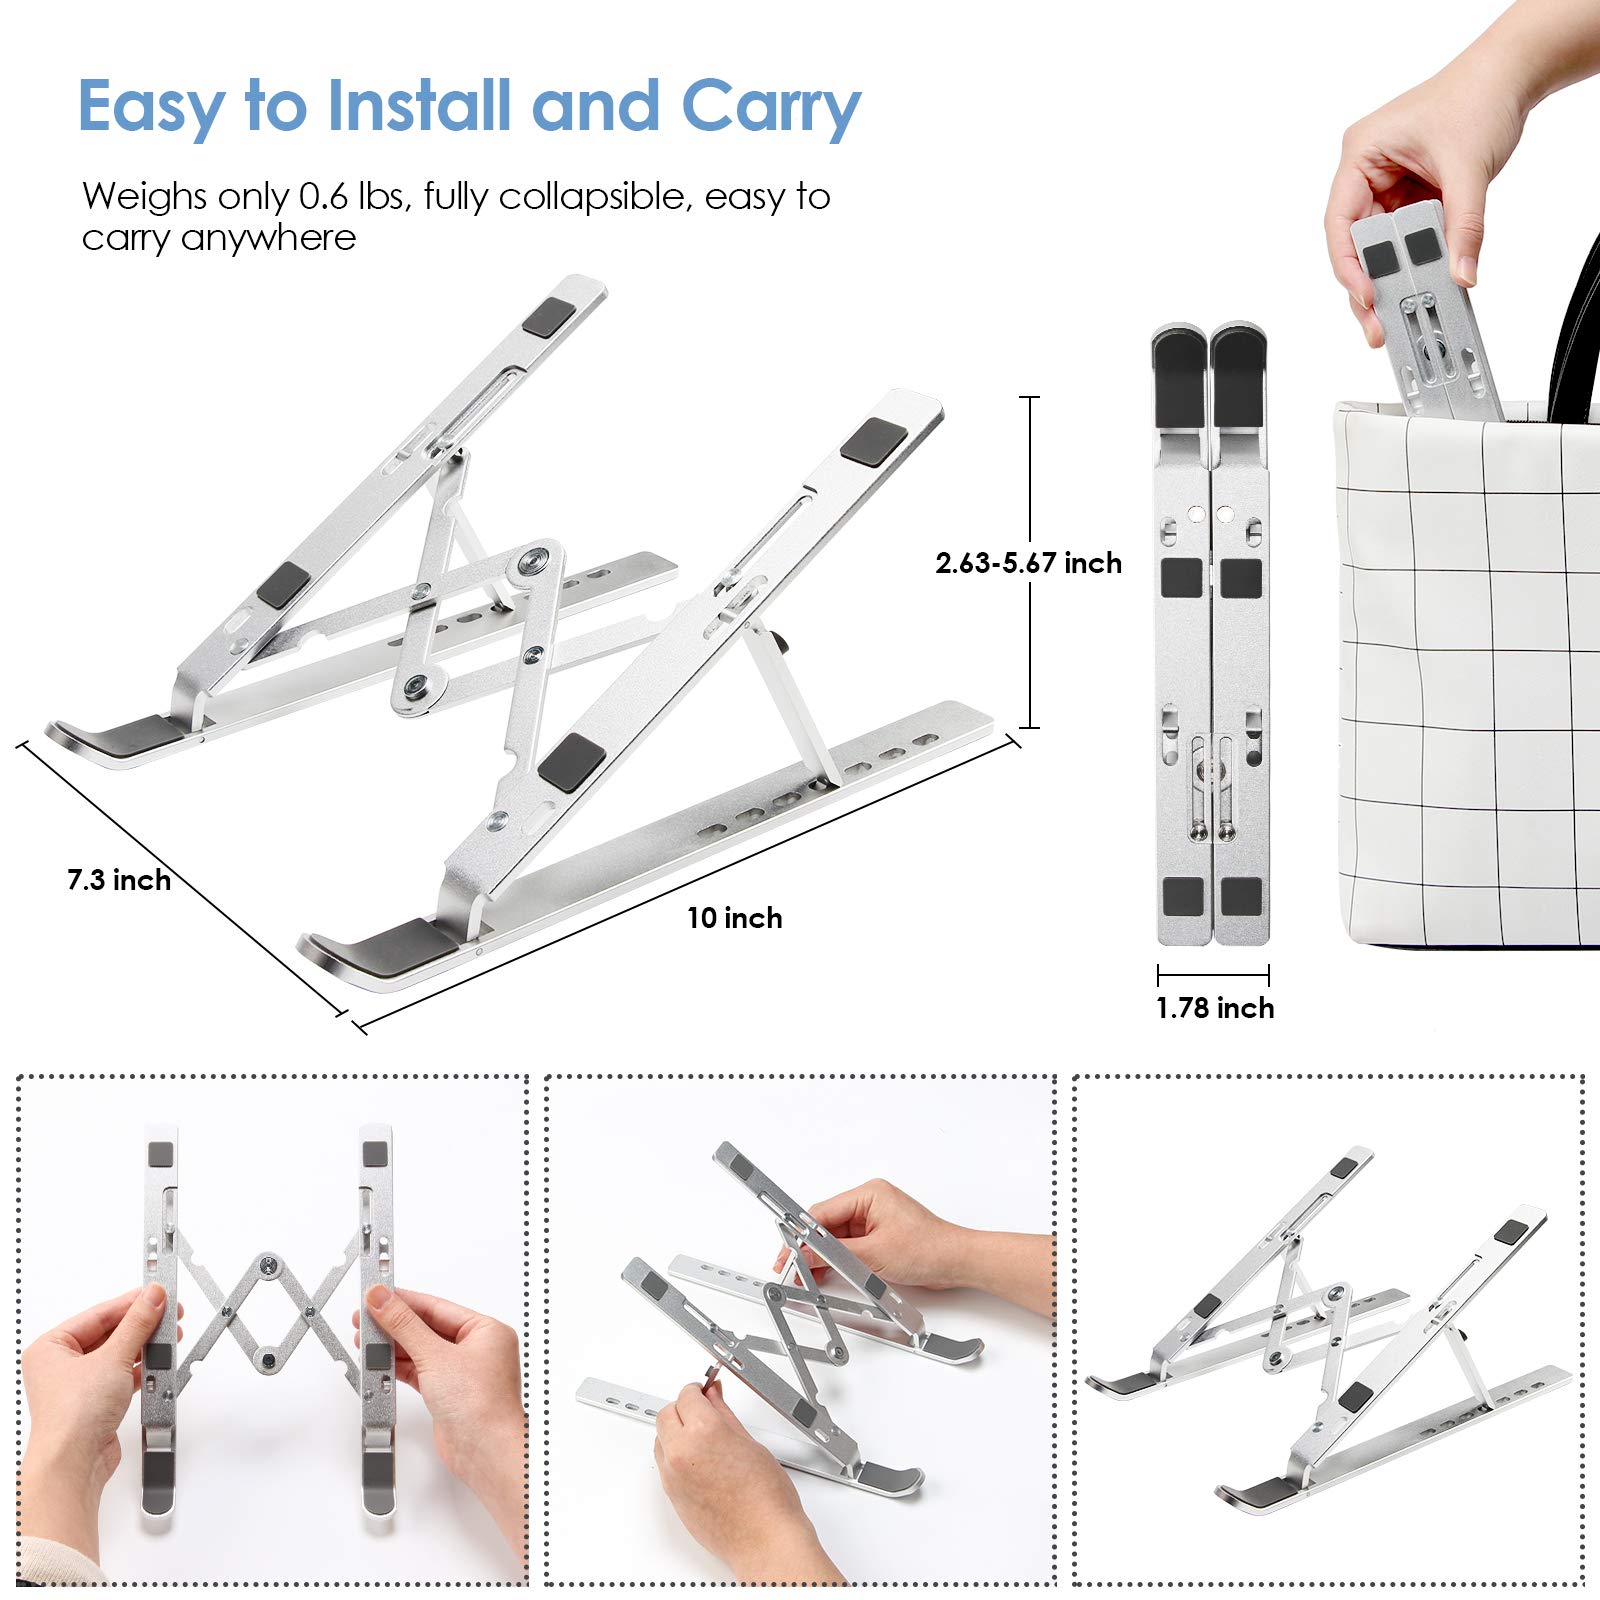 Easy to Install and Carry
Weighs only 0.6 lbs, fully collapsible, easy to
carry anywhere
2.63-5.67 inch
7.3 inch
10 inch
1.78 inch